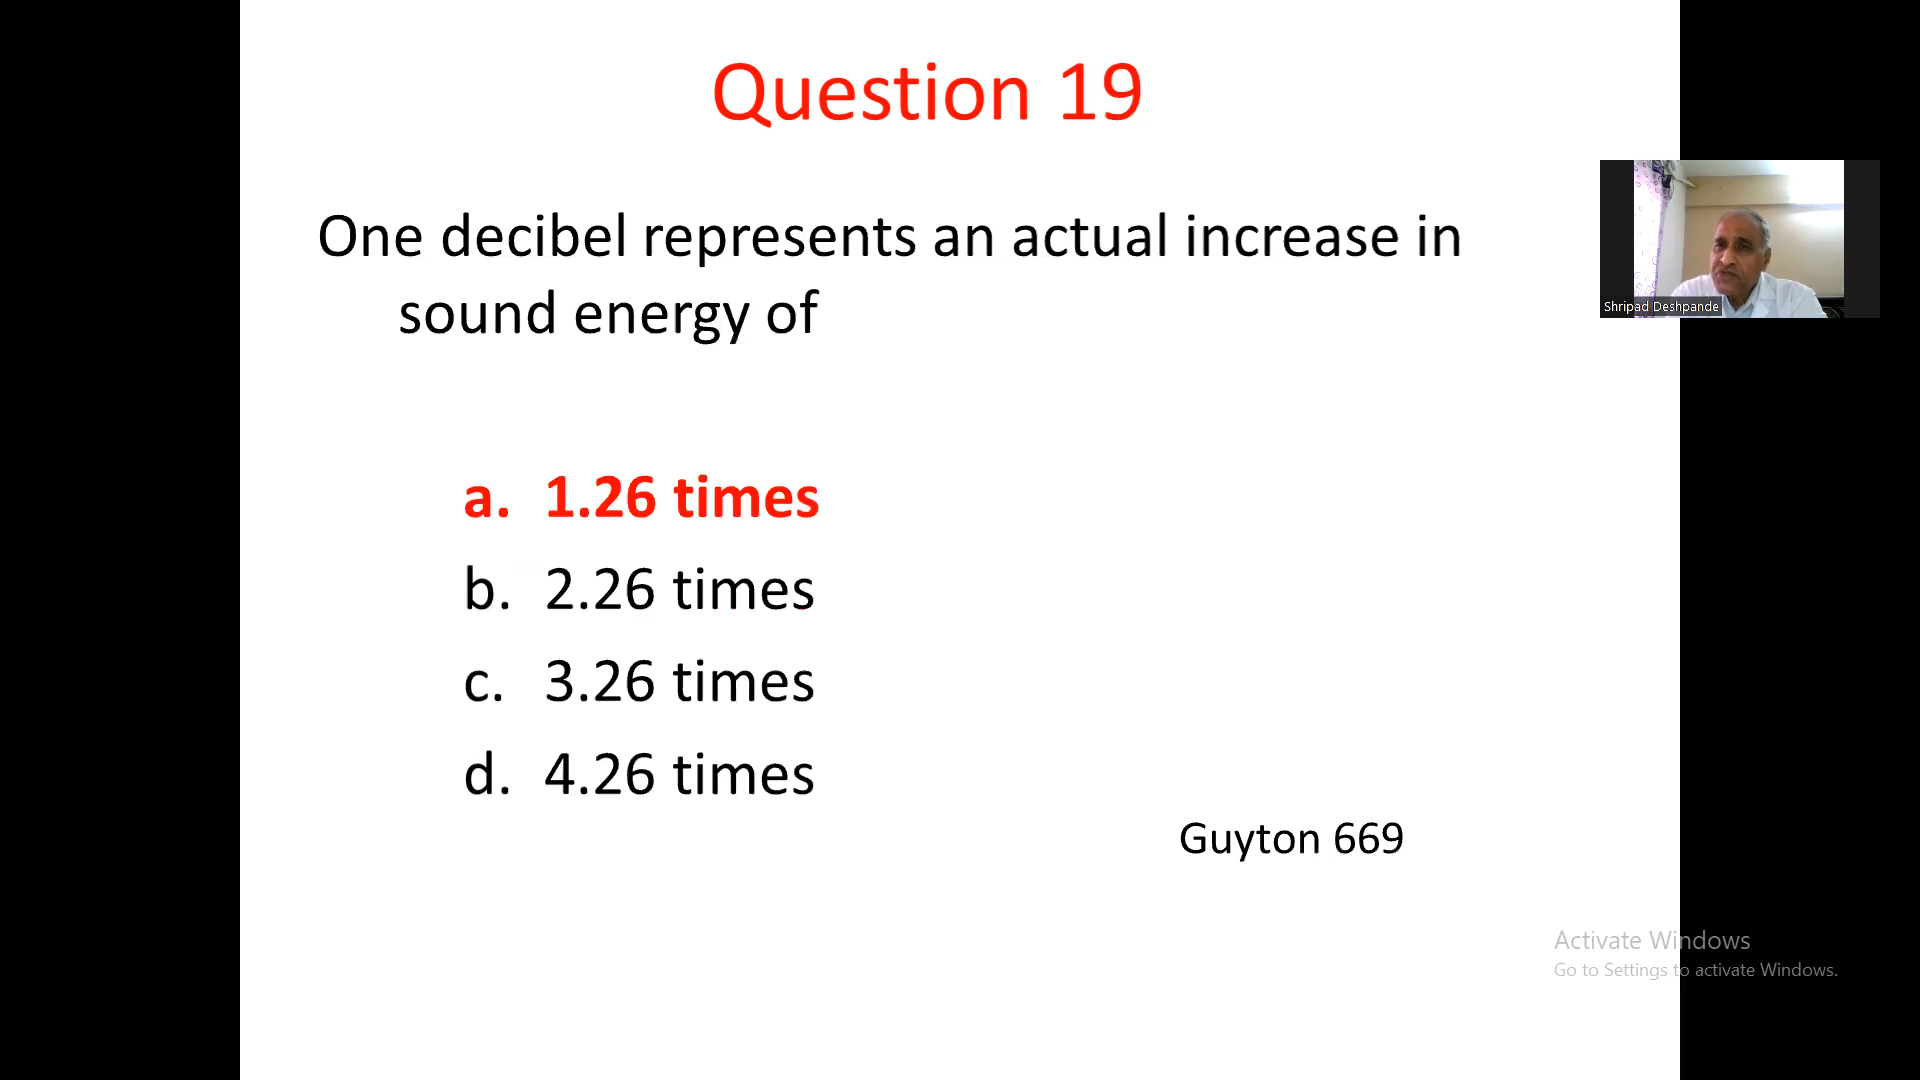 Question 19
One decibel represents an actual increase in
sound energy of
a. 1.26 times
b. 2.26 times
c. 3.26 times
d. 4.26 times
Guyton 669
Shripad Deshpande
Activate Windows
Go to Settings to activate Windows.